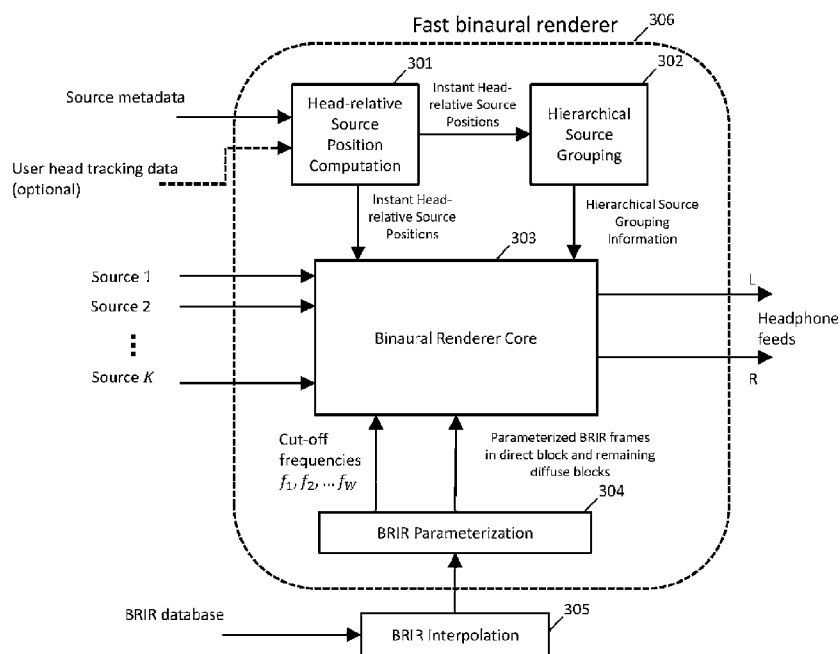 Fast binaural renderer
306
301
302
Source metadata
Head-relative
Source
Position
Computation
Instant Head-
relative Source
Positions
Hierarchical
Source
Grouping
User head tracking data
(optional)
Instant Head-
relative Source
Positions
Hierarchical Source
Grouping
Information
303
Source 1
Source 2
⋮
Source K
Binaural Renderer Core
L
Headphone
feeds
R
Cut-off
frequencies
f₁, f₂, … f_W
Parameterized BRIR frames
in direct block and remaining
diffuse blocks
304
BRIR Parameterization
BRIR database
305
BRIR Interpolation